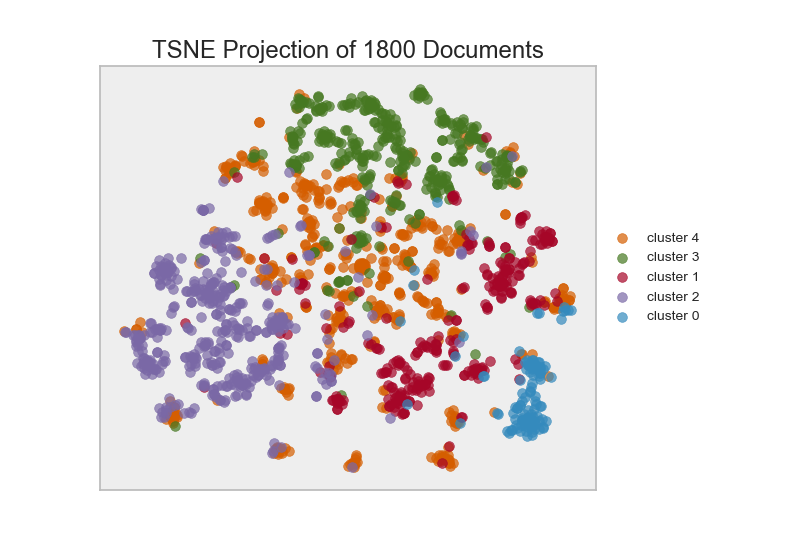 TSNE Projection of 1800 Documents
cluster 4
cluster 3
cluster 1
cluster 2
cluster 0